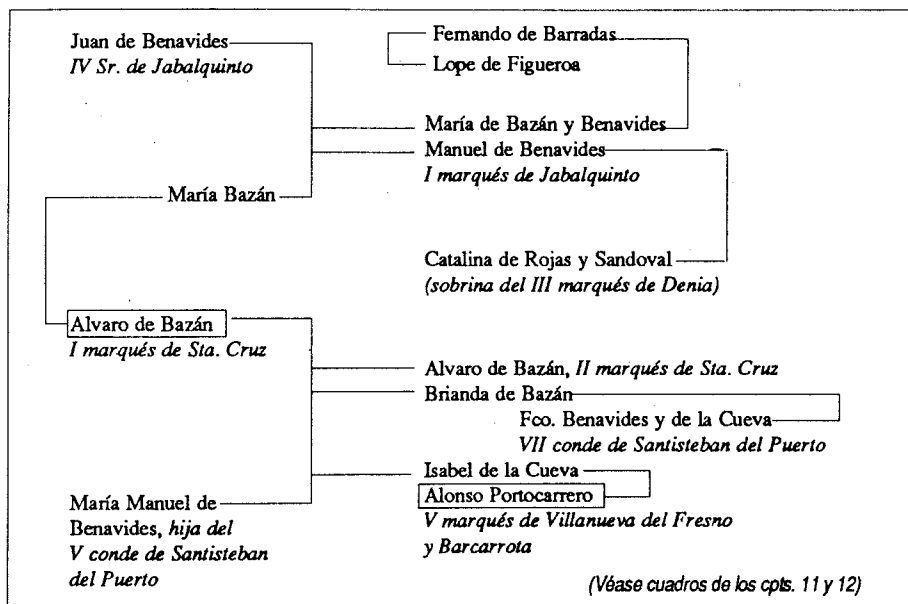 Juan de Benavides
IV Sr. de Jabalquinto
María Bazán
Alvaro de Bazán
I marqués de Sta. Cruz
María Manuel de
Benavides, hija del
V conde de Santisteban
del Puerto
Fernando de Barradas
Lope de Figueroa
María de Bazán y Benavides
Manuel de Benavides
I marqués de Jabalquinto
Catalina de Rojas y Sandoval
(sobrina del III marqués de Denia)
Alvaro de Bazán, II marqués de Sta. Cruz
Brianda de Bazán
Fco. Benavides y de la Cueva
VII conde de Santisteban del Puerto
Isabel de la Cueva
Alonso Portocarrero
V marqués de Villanueva del Fresno
y Barcarrota
(Véase cuadros de los cpts. 11 y 12)